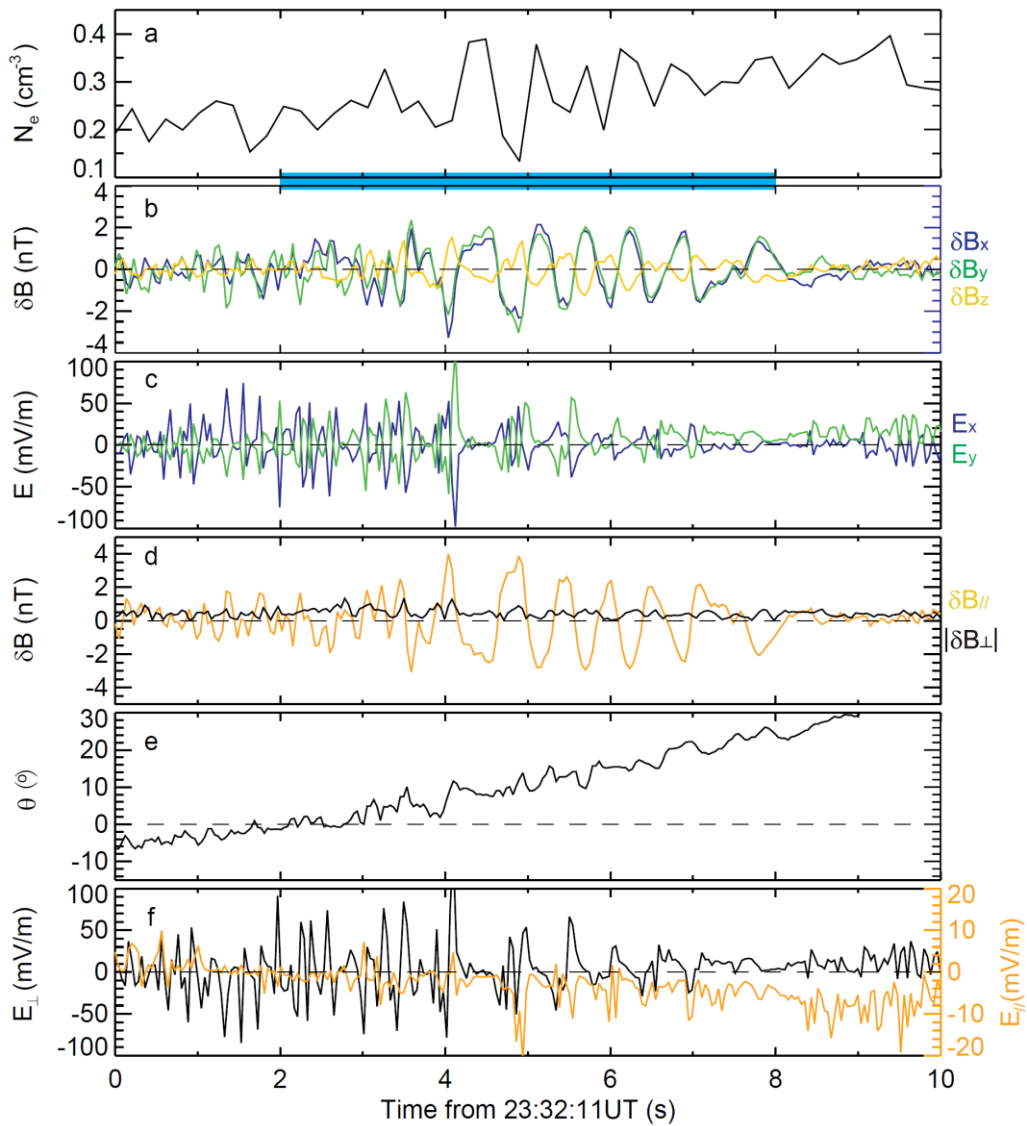 a
0.4
0.3
0.2
0.1
Nₑ (cm⁻³)
b
4
2
0
-2
-4
δB (nT)
δBx
δBy
δBz
c
100
50
0
-50
-100
E (mV/m)
Ex
Ey
d
4
2
0
-2
-4
δB (nT)
δB//
|δB⊥|
e
30
20
10
0
-10
θ (º)
f
100
50
0
-50
-100
E⊥ (mV/m)
20
10
0
-10
-20
E// (mV/m)
0 2 4 6 8 10
Time from 23:32:11UT (s)